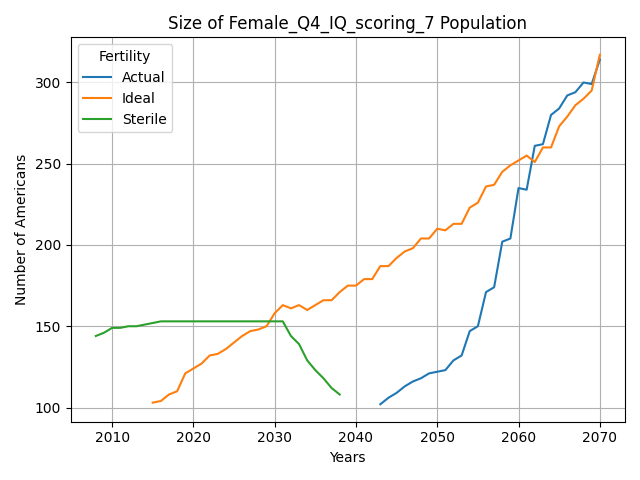 Size of Female_Q4_IQ_scoring_7 Population
Fertility
Actual
Ideal
Sterile
Number of Americans
300
250
200
150
100
2010 2020 2030 2040 2050 2060 2070
Years